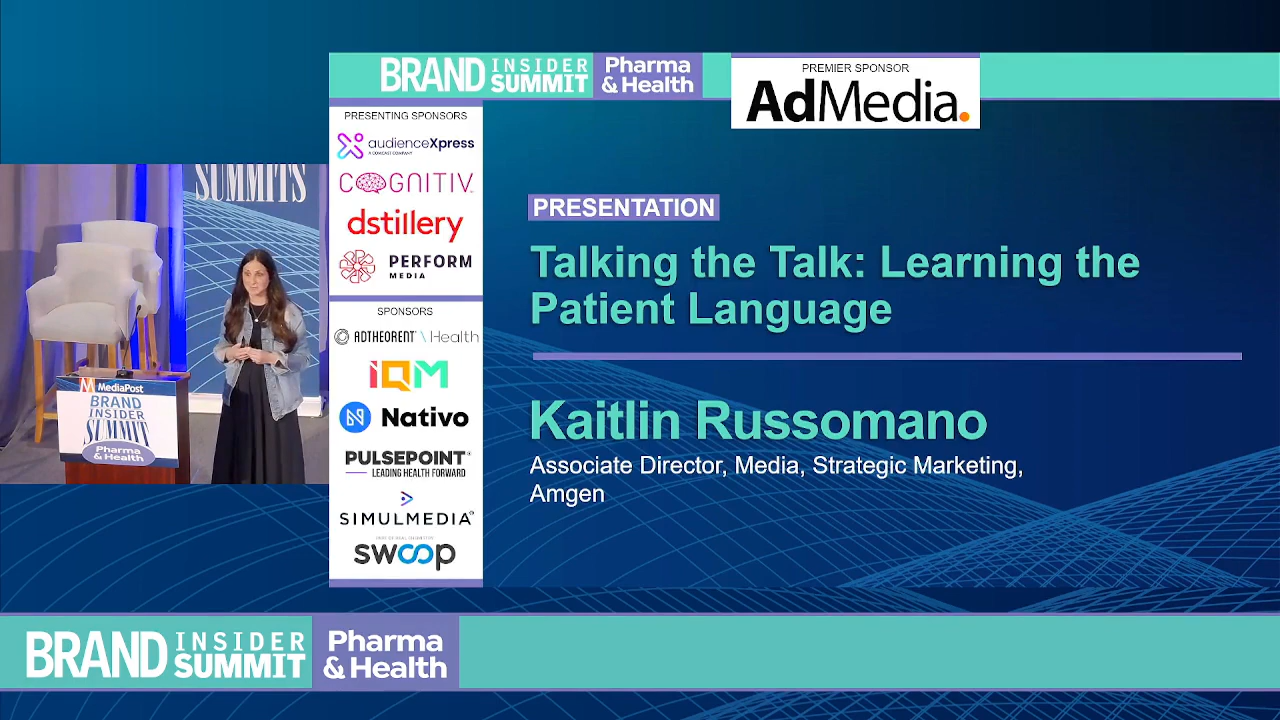 BRAND INSIDER SUMMIT Pharma & Health
PREMIER SPONSOR
AdMedia.
PRESENTING SPONSORS
audienceXpress
A COMCAST COMPANY
COGNITIV
dstillery
PERFORM
MEDIA
SPONSORS
ADTHEORENT \ Health
iQM
Nativo
PULSEPOINT
LEADING HEALTH FORWARD
SIMULMEDIA
swoop
PRESENTATION
Talking the Talk: Learning the
Patient Language
Kaitlin Russomano
Associate Director, Media, Strategic Marketing,
Amgen
SUMMITS
MediaPost
BRAND
INSIDER
SUMMIT
Pharma
& Health
BRAND INSIDER SUMMIT Pharma & Health